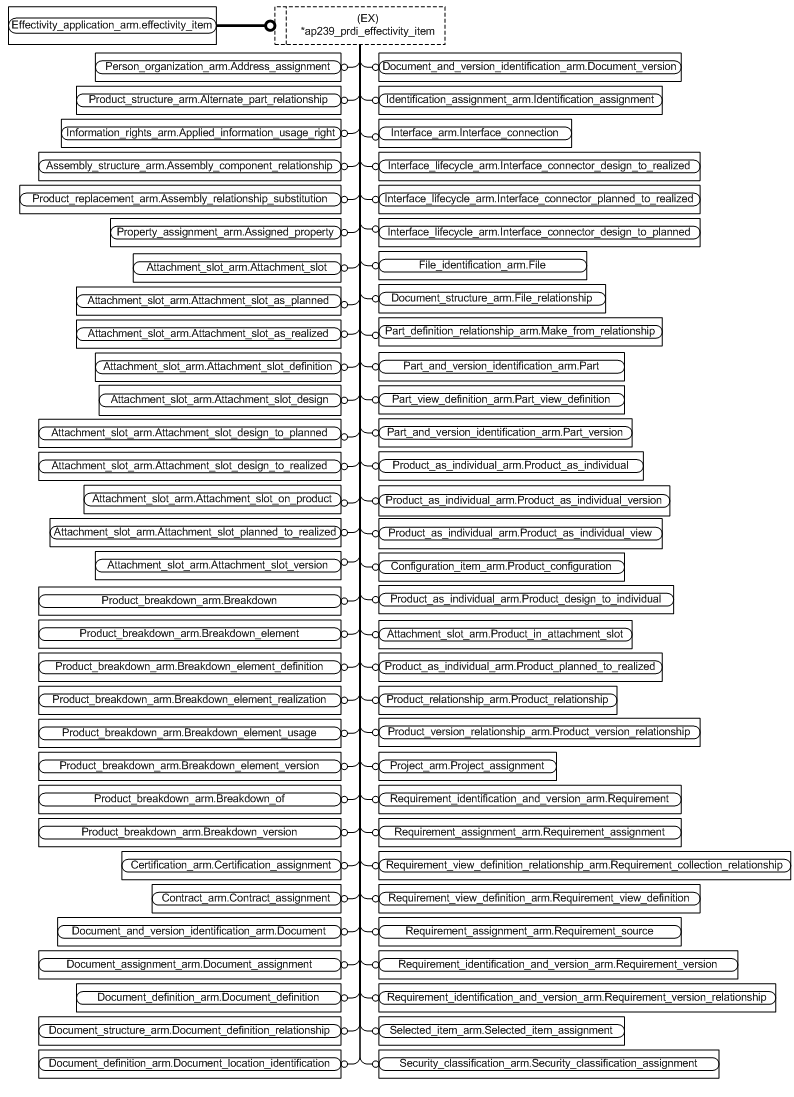 Effectivity_application_arm.effectivity_item
(EX)
*ap239_prdi_effectivity_item
Person_organization_arm.Address_assignment
Product_structure_arm.Alternate_part_relationship
Information_rights_arm.Applied_information_usage_right
Assembly_structure_arm.Assembly_component_relationship
Product_replacement_arm.Assembly_relationship_substitution
Property_assignment_arm.Assigned_property
Attachment_slot_arm.Attachment_slot
Attachment_slot_arm.Attachment_slot_as_planned
Attachment_slot_arm.Attachment_slot_as_realized
Attachment_slot_arm.Attachment_slot_definition
Attachment_slot_arm.Attachment_slot_design
Attachment_slot_arm.Attachment_slot_design_to_planned
Attachment_slot_arm.Attachment_slot_design_to_realized
Attachment_slot_arm.Attachment_slot_on_product
Attachment_slot_arm.Attachment_slot_planned_to_realized
Attachment_slot_arm.Attachment_slot_version
Product_breakdown_arm.Breakdown
Product_breakdown_arm.Breakdown_element
Product_breakdown_arm.Breakdown_element_definition
Product_breakdown_arm.Breakdown_element_realization
Product_breakdown_arm.Breakdown_element_usage
Product_breakdown_arm.Breakdown_element_version
Product_breakdown_arm.Breakdown_of
Product_breakdown_arm.Breakdown_version
Certification_arm.Certification_assignment
Contract_arm.Contract_assignment
Document_and_version_identification_arm.Document
Document_assignment_arm.Document_assignment
Document_definition_arm.Document_definition
Document_structure_arm.Document_definition_relationship
Document_definition_arm.Document_location_identification
Document_and_version_identification_arm.Document_version
Identification_assignment_arm.Identification_assignment
Interface_arm.Interface_connection
Interface_lifecycle_arm.Interface_connector_design_to_realized
Interface_lifecycle_arm.Interface_connector_planned_to_realized
Interface_lifecycle_arm.Interface_connector_design_to_planned
File_identification_arm.File
Document_structure_arm.File_relationship
Part_definition_relationship_arm.Make_from_relationship
Part_and_version_identification_arm.Part
Part_view_definition_arm.Part_view_definition
Part_and_version_identification_arm.Part_version
Product_as_individual_arm.Product_as_individual
Product_as_individual_arm.Product_as_individual_version
Product_as_individual_arm.Product_as_individual_view
Configuration_item_arm.Product_configuration
Product_as_individual_arm.Product_design_to_individual
Attachment_slot_arm.Product_in_attachment_slot
Product_as_individual_arm.Product_planned_to_realized
Product_relationship_arm.Product_relationship
Product_version_relationship_arm.Product_version_relationship
Project_arm.Project_assignment
Requirement_identification_and_version_arm.Requirement
Requirement_assignment_arm.Requirement_assignment
Requirement_view_definition_relationship_arm.Requirement_collection_relationship
Requirement_view_definition_arm.Requirement_view_definition
Requirement_assignment_arm.Requirement_source
Requirement_identification_and_version_arm.Requirement_version
Requirement_identification_and_version_arm.Requirement_version_relationship
Selected_item_arm.Selected_item_assignment
Security_classification_arm.Security_classification_assignment